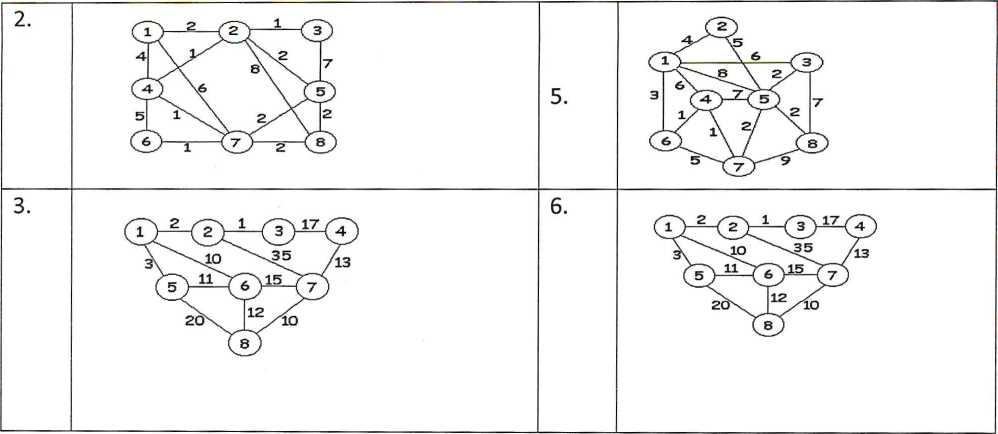 2.
1 2 2 1 3
4 1 8 2 7
6
4 5
5 1 2 2
6 1 7 2 8
5.
2
4 5
1 6 3
8 2
6
3 4 7 5 7
1 1 2 2
6 5 7 9 8
3.
1 2 2 1 3 17 4
3 10 35 13
5 11 6 15 7
20 12 10
8
6.
1 2 2 1 3 17 4
3 10 35 13
5 11 6 15 7
20 12 10
8